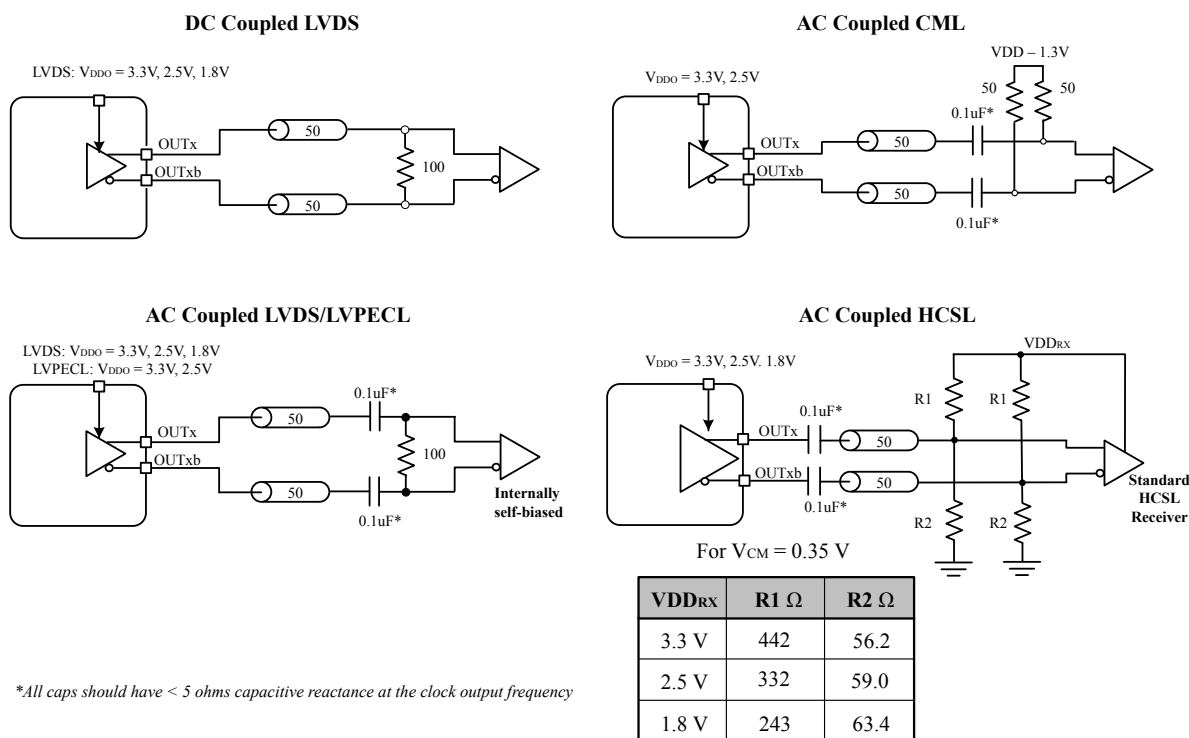 DC Coupled LVDS
LVDS: VDDO = 3.3V, 2.5V, 1.8V
OUTx
OUTxb
50
50
100
AC Coupled CML
VDD – 1.3V
VDDO = 3.3V, 2.5V
50
50
0.1uF*
OUTx
OUTxb
50
50
0.1uF*
AC Coupled LVDS/LVPECL
LVDS: VDDO = 3.3V, 2.5V, 1.8V
LVPECL: VDDO = 3.3V, 2.5V
0.1uF*
OUTx
OUTxb
50
50
100
0.1uF*
Internally
self-biased
AC Coupled HCSL
VDDRX
VDDO = 3.3V, 2.5V. 1.8V
R1
R1
0.1uF*
OUTx
OUTxb
50
50
0.1uF*
R2
R2
Standard
HCSL
Receiver
For VCM = 0.35 V
VDDRX R1 Ω R2 Ω
3.3 V 442 56.2
2.5 V 332 59.0
1.8 V 243 63.4
*All caps should have < 5 ohms capacitive reactance at the clock output frequency